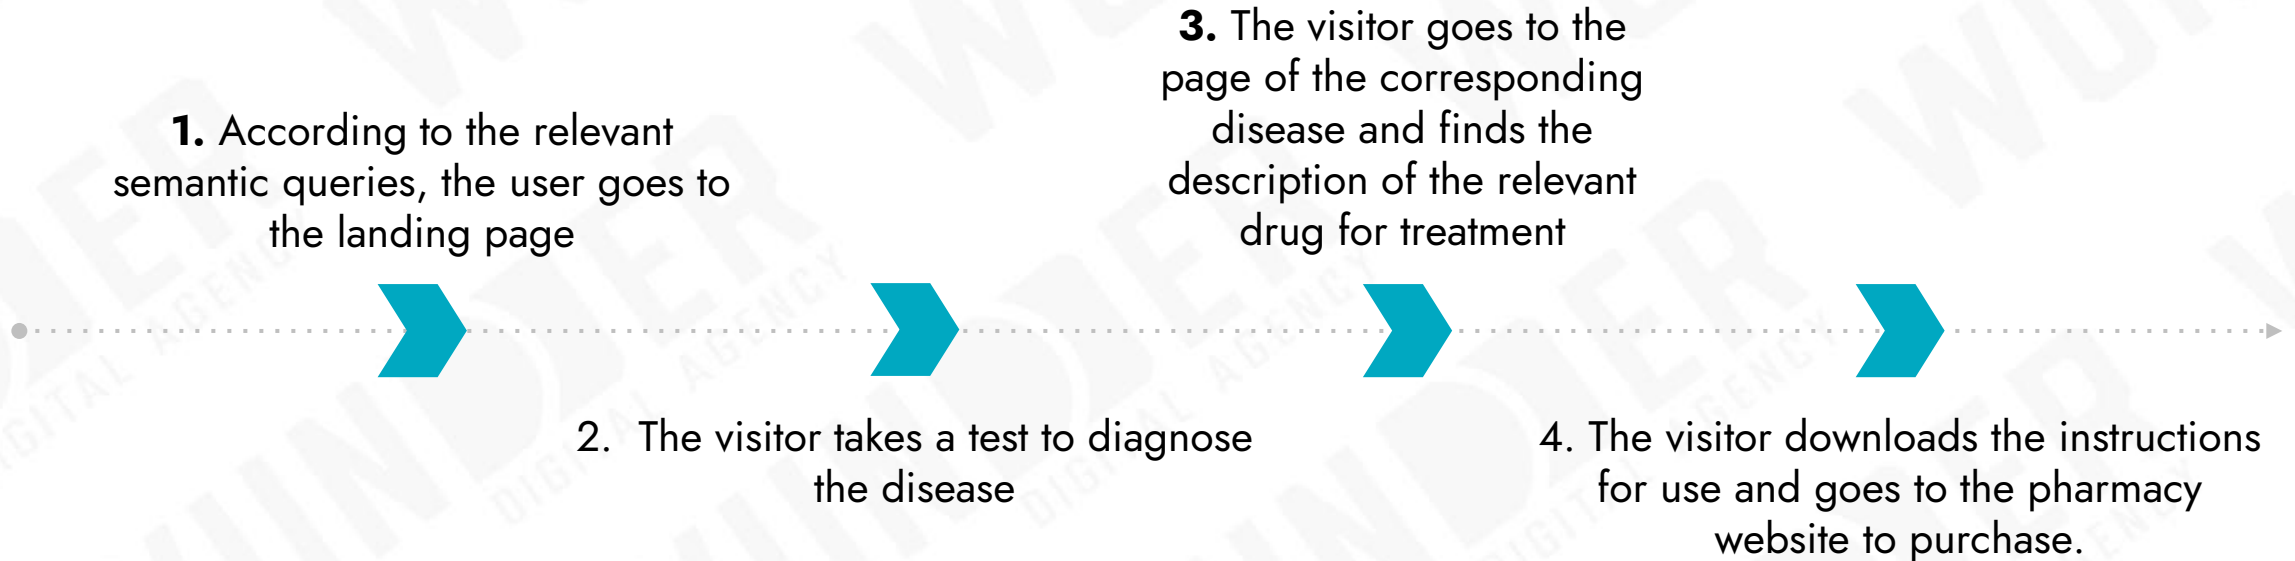 1. According to the relevant
semantic queries, the user goes to
the landing page
2. The visitor takes a test to diagnose
the disease
3. The visitor goes to the
page of the corresponding
disease and finds the
description of the relevant
drug for treatment
4. The visitor downloads the instructions
for use and goes to the pharmacy
website to purchase.
WUNDER
DIGITAL AGENCY